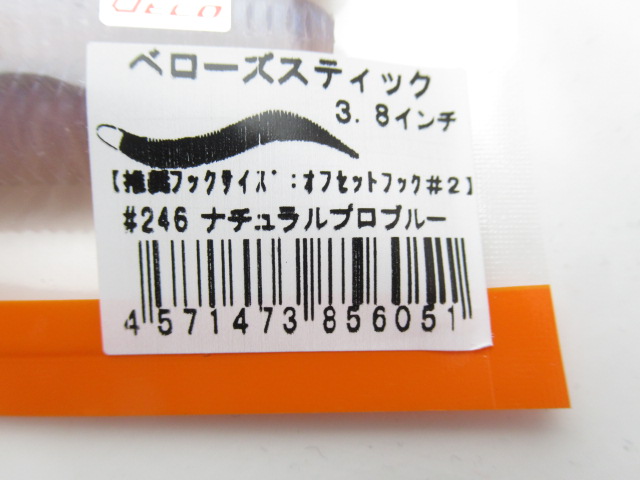 ベローズスティック
3.8インチ
【推奨フックサイズ:オフセットフック#2】
#246 ナチュラルプロブルー
4 571473 856051